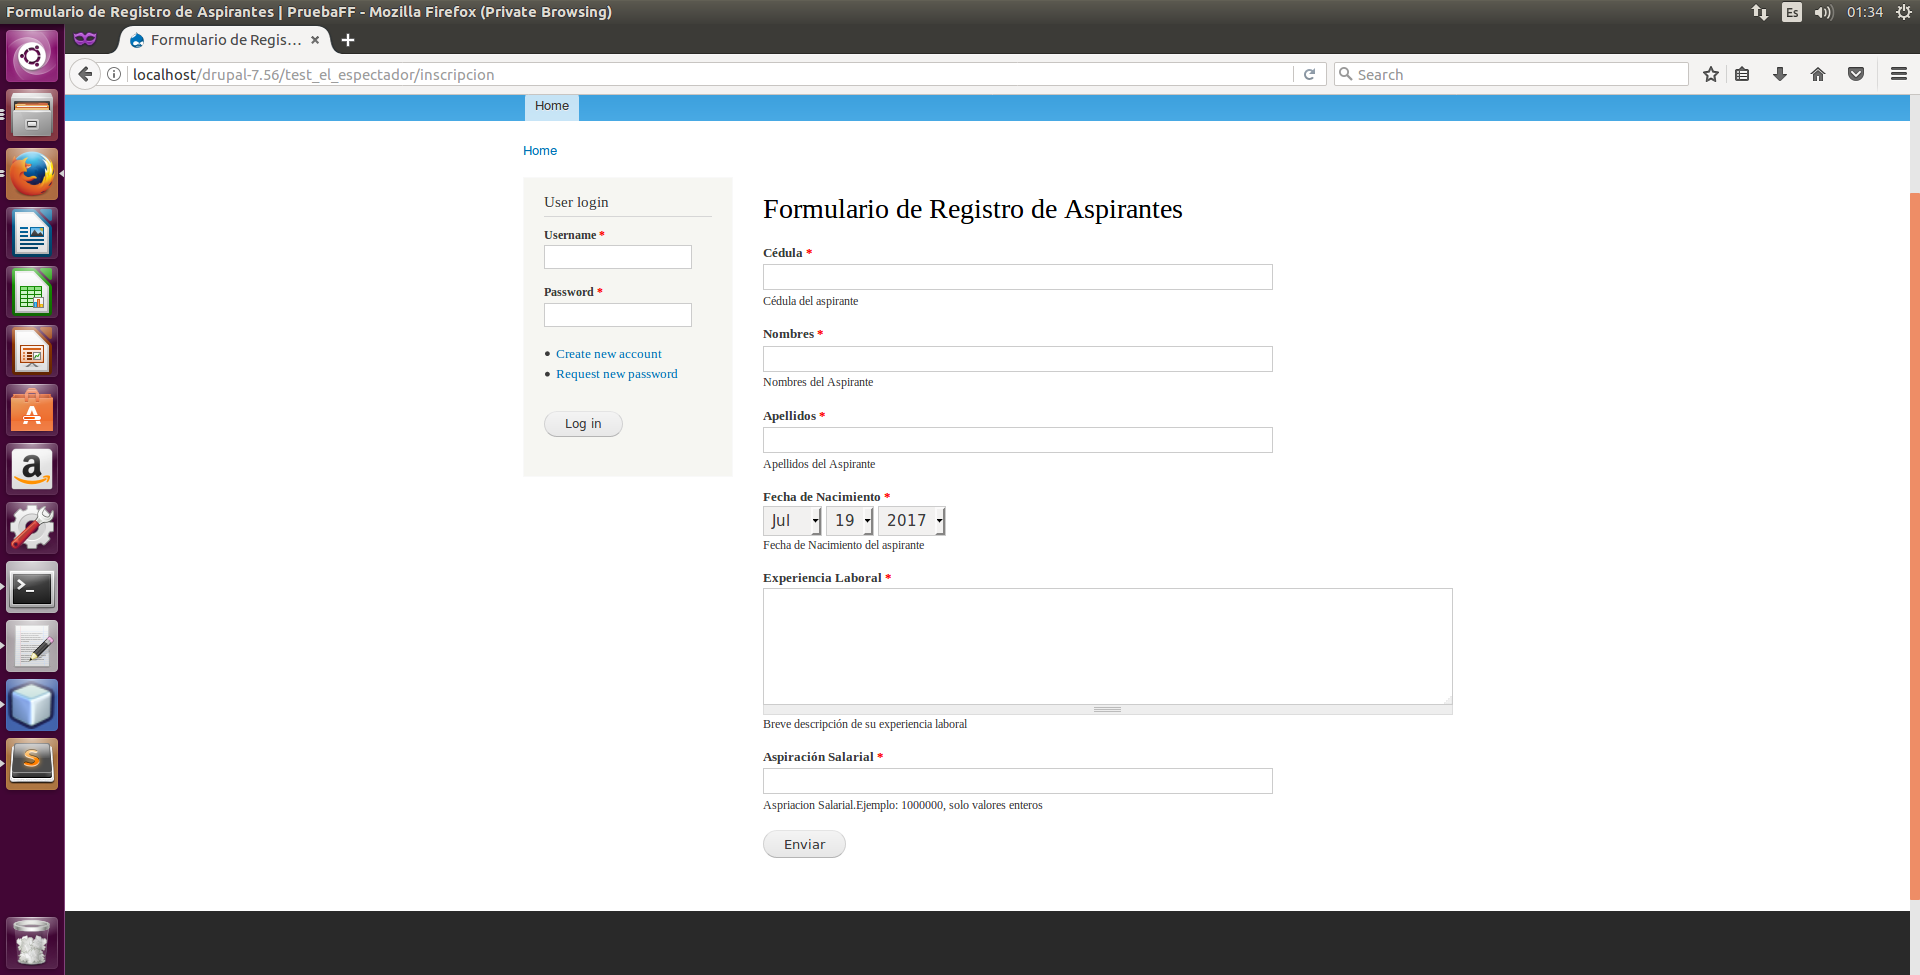 Formulario de Registro de Aspirantes | PruebaFF - Mozilla Firefox (Private Browsing)
Es
01:34
Formulario de Regis...
localhost/drupal-7.56/test_el_espectador/inscripcion
Search
Home
Home
User login
Username *
Password *
Create new account
Request new password
Log in
Formulario de Registro de Aspirantes
Cédula *
Cédula del aspirante
Nombres *
Nombres del Aspirante
Apellidos *
Apellidos del Aspirante
Fecha de Nacimiento *
Jul 19 2017
Fecha de Nacimiento del aspirante
Experiencia Laboral *
Breve descripción de su experiencia laboral
Aspiración Salarial *
Aspriacion Salarial.Ejemplo: 1000000, solo valores enteros
Enviar